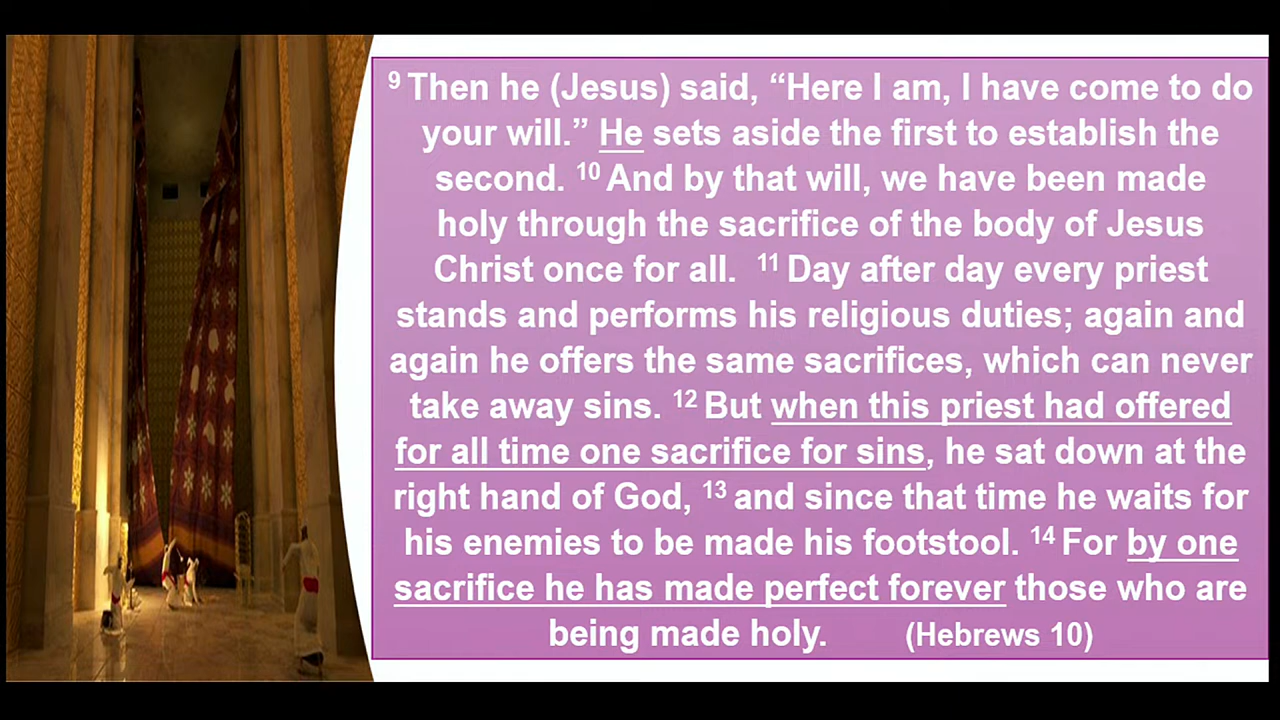 ⁹ Then he (Jesus) said, “Here I am, I have come to do
your will.” He sets aside the first to establish the
second. ¹⁰ And by that will, we have been made
holy through the sacrifice of the body of Jesus
Christ once for all. ¹¹ Day after day every priest
stands and performs his religious duties; again and
again he offers the same sacrifices, which can never
take away sins. ¹² But when this priest had offered
for all time one sacrifice for sins, he sat down at the
right hand of God, ¹³ and since that time he waits for
his enemies to be made his footstool. ¹⁴ For by one
sacrifice he has made perfect forever those who are
being made holy. (Hebrews 10)